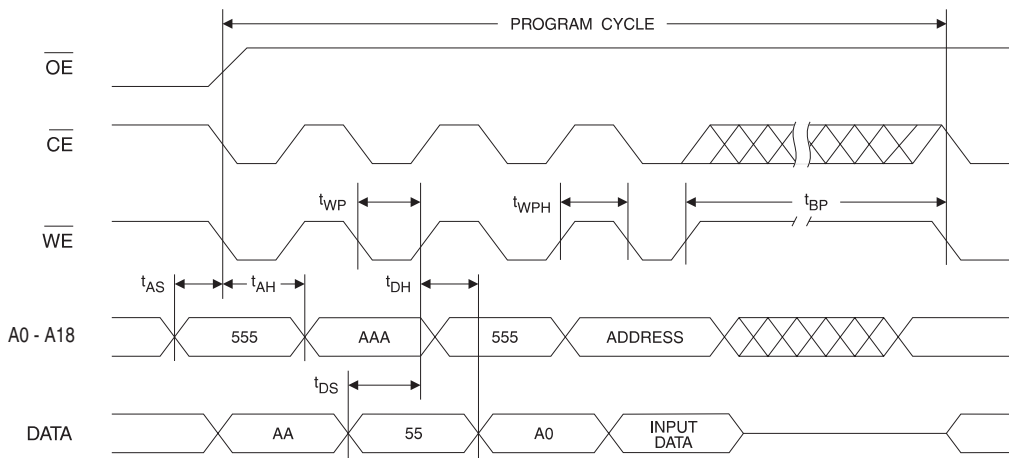 PROGRAM CYCLE
OE
CE
tWP
tWPH
tBP
WE
tAS
tAH
tDH
A0 - A18
555
AAA
555
ADDRESS
tDS
DATA
AA
55
A0
INPUT
DATA